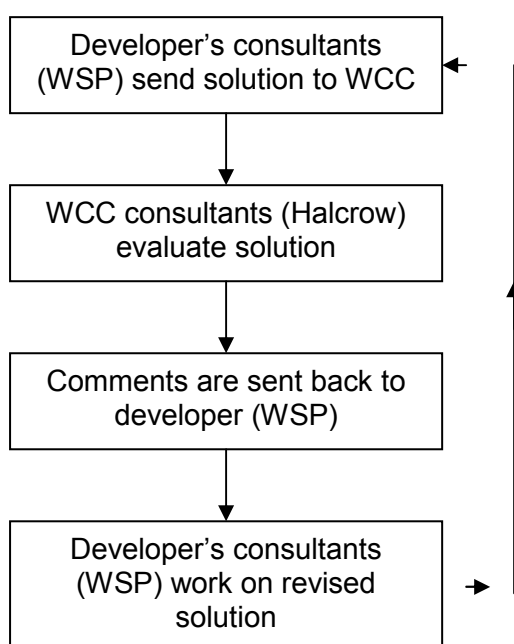 Developer’s consultants
(WSP) send solution to WCC
WCC consultants (Halcrow)
evaluate solution
Comments are sent back to
developer (WSP)
Developer’s consultants
(WSP) work on revised
solution